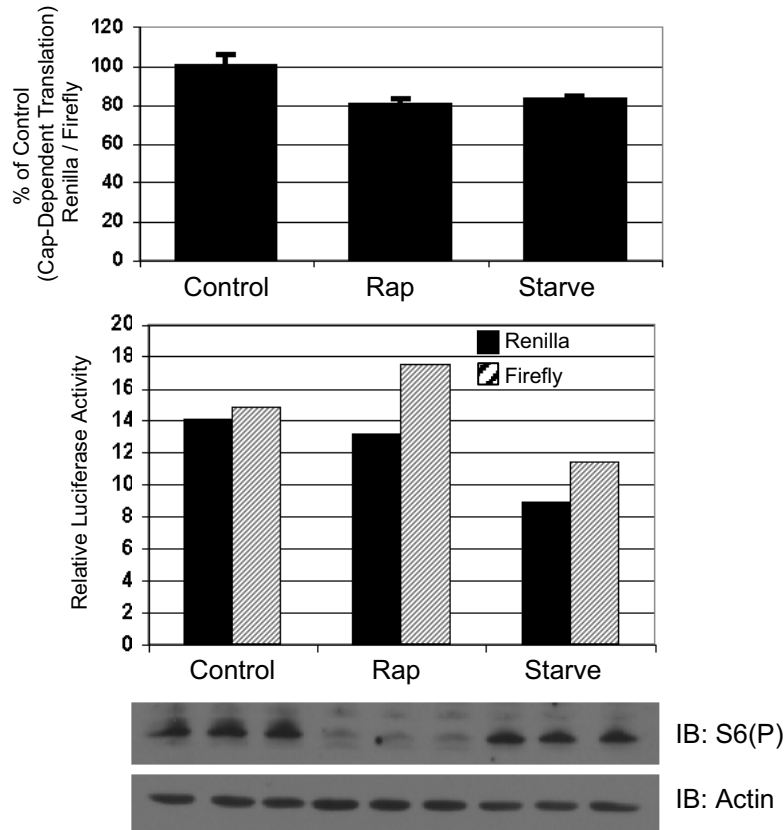 % of Control
(Cap-Dependent Translation)
Renilla / Firefly
120
100
80
60
40
20
0
Control Rap Starve
Relative Luciferase Activity
20
18
16
14
12
10
8
6
4
2
0
Renilla
Firefly
Control Rap Starve
IB: S6(P)
IB: Actin